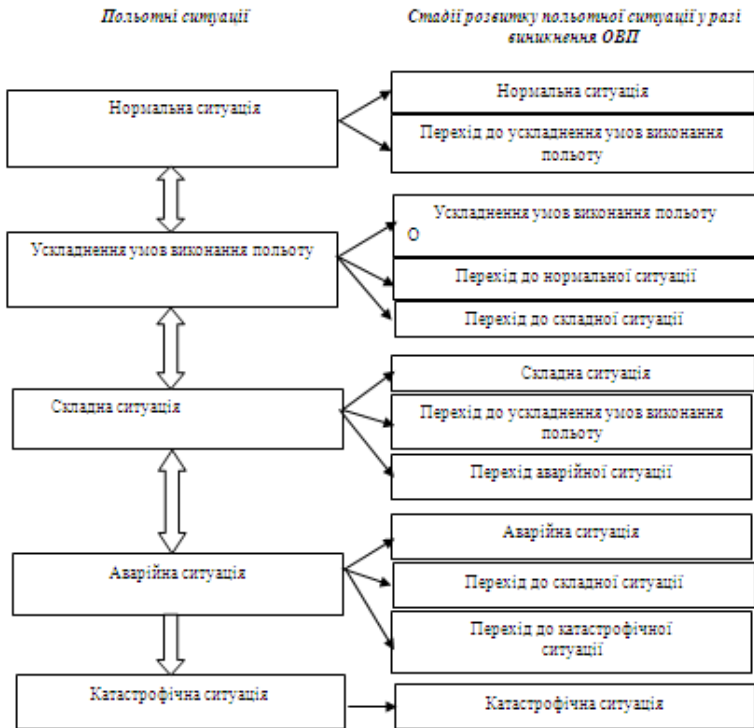 Польотні ситуації
Стадії розвитку польотної ситуації у разі
виникнення ОВП
Нормальна ситуація
Нормальна ситуація
Перехід до ускладнення умов виконання
польоту
Ускладнення умов виконання польоту
Ускладнення умов виконання польоту
О
Перехід до нормальної ситуації
Перехід до складної ситуації
Складна ситуація
Складна ситуація
Перехід до ускладнення умов виконання
польоту
Перехід аварійної ситуації
Аварійна ситуація
Аварійна ситуація
Перехід до складної ситуації
Перехід до катастрофічної
ситуації
Катастрофічна ситуація
Катастрофічна ситуація